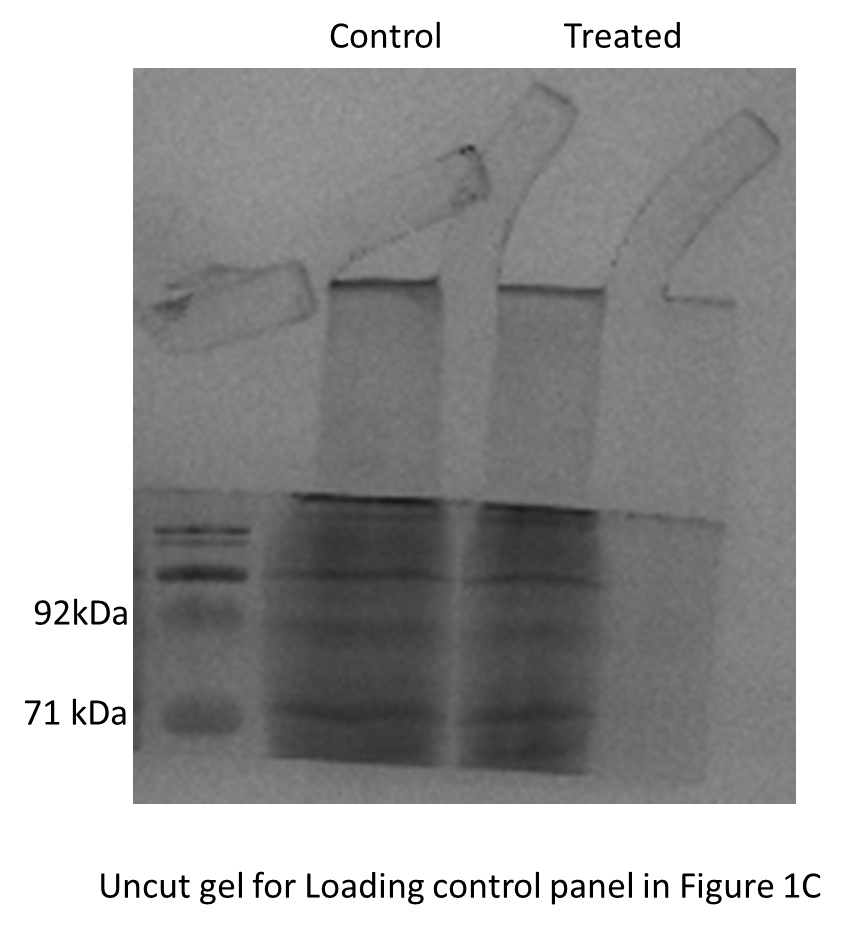 Control Treated
92kDa
71 kDa
Uncut gel for Loading control panel in Figure 1C